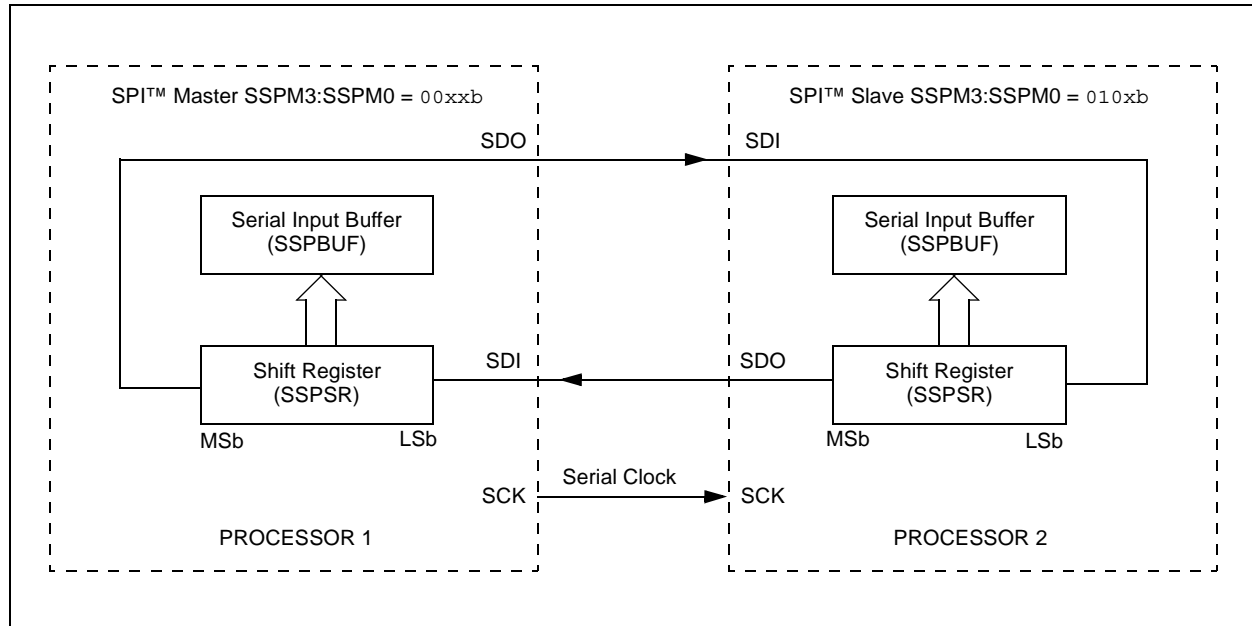 SPI™ Master SSPM3:SSPM0 = 00xxb
SDO
Serial Input Buffer
(SSPBUF)
Shift Register
(SSPSR)
MSb
LSb
SDI
SCK
PROCESSOR 1
Serial Clock
SPI™ Slave SSPM3:SSPM0 = 010xb
SDI
Serial Input Buffer
(SSPBUF)
SDO
Shift Register
(SSPSR)
MSb
LSb
SCK
PROCESSOR 2